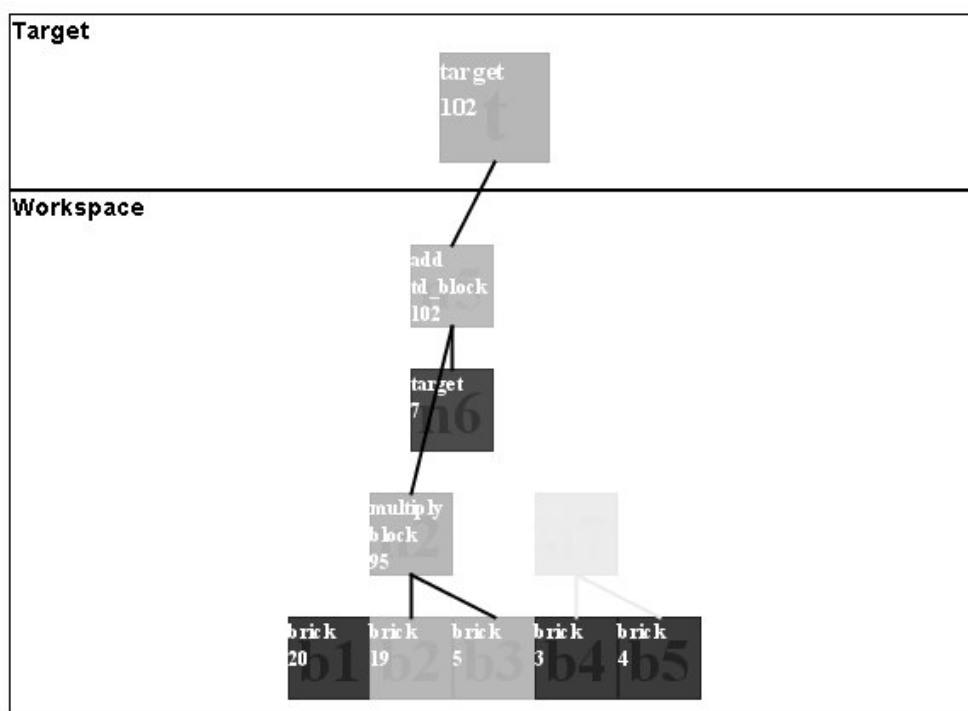 Target
target
102
t
Workspace
add
td_block
102
target
7
n6
multiply
block
95
brick
20
b1
brick
19
b2
brick
5
b3
brick
3
b4
brick
4
b5